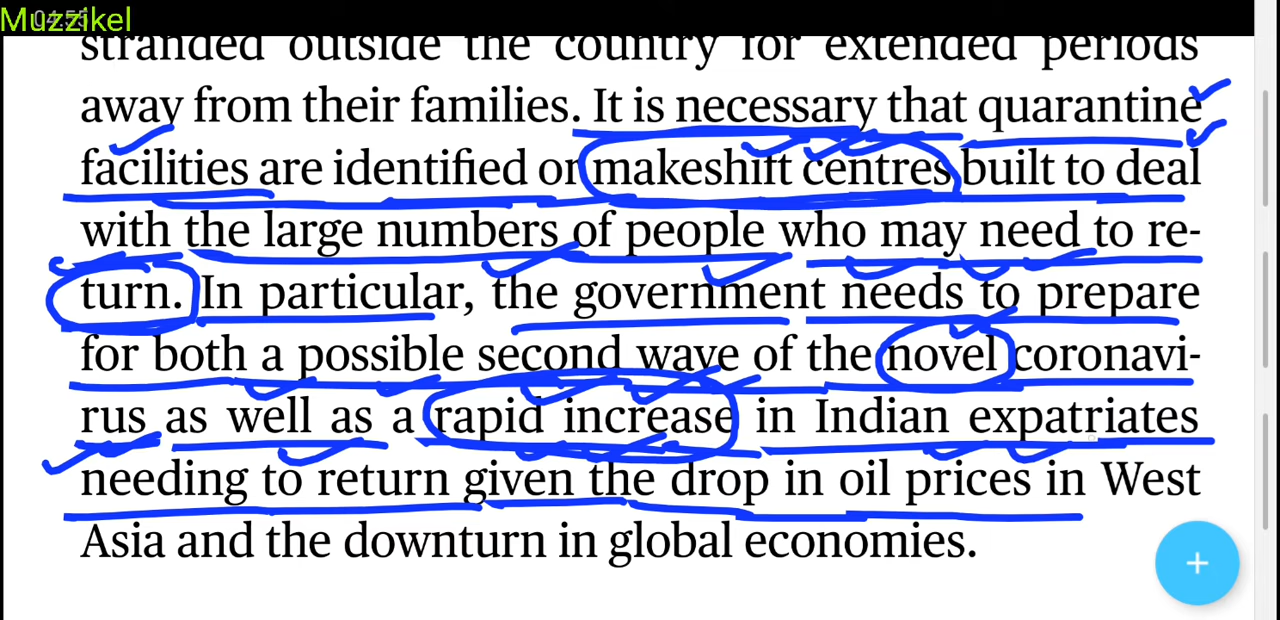 Muzzikel
04:55
stranded outside the country for extended periods
away from their families. It is necessary that quarantine
facilities are identified or makeshift centres built to deal
with the large numbers of people who may need to re-
turn. In particular, the government needs to prepare
for both a possible second wave of the novel coronavi-
rus as well as a rapid increase in Indian expatriates
needing to return given the drop in oil prices in West
Asia and the downturn in global economies.
+